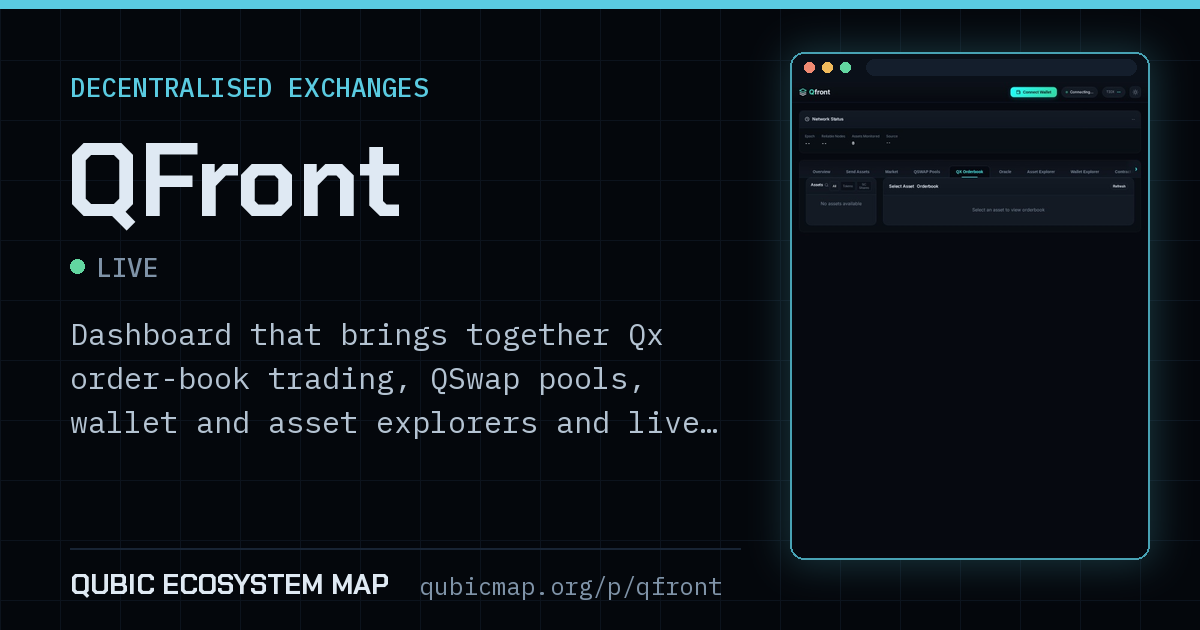 DECENTRALISED EXCHANGES
QFront
LIVE
Dashboard that brings together Qx
order-book trading, QSwap pools,
wallet and asset explorers and live…
QUBIC ECOSYSTEM MAP
qubicmap.org/p/qfront
Qfront
Connect Wallet
Connecting...
Network Status
Overview Send Assets Market QSWAP Pools QX Orderbook Oracle Asset Explorer Wallet Explorer
Assets
All
Select Asset Orderbook
Refresh
No assets available
Select an asset to view orderbook